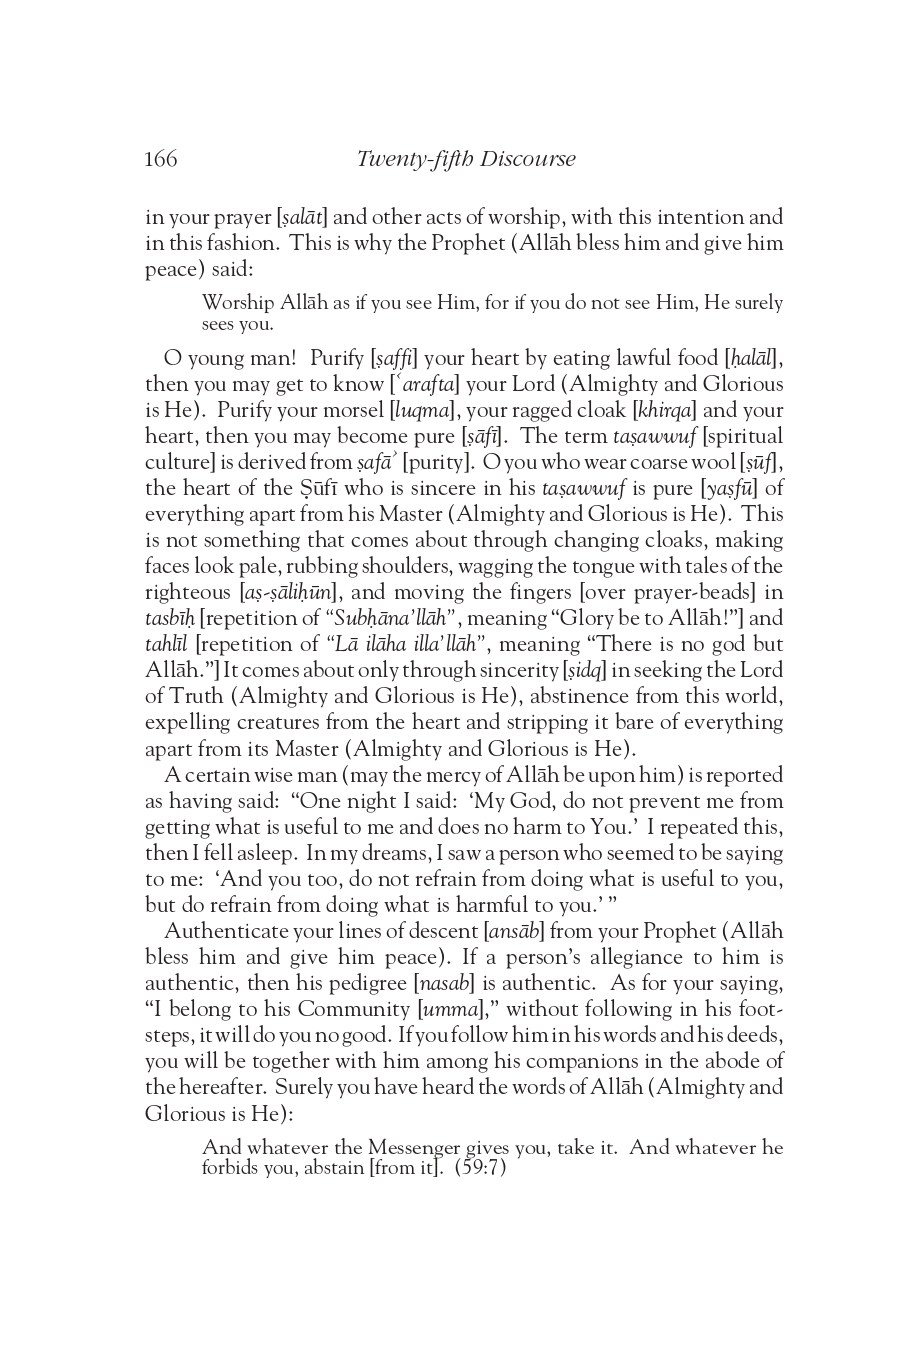 166 Twenty-fifth Discourse
in your prayer [ṣalāt] and other acts of worship, with this intention and
in this fashion. This is why the Prophet (Allāh bless him and give him
peace) said:
Worship Allāh as if you see Him, for if you do not see Him, He surely
sees you.
O young man! Purify [ṣaffi] your heart by eating lawful food [ḥalāl],
then you may get to know [ʿarafta] your Lord (Almighty and Glorious
is He). Purify your morsel [luqma], your ragged cloak [khirqa] and your
heart, then you may become pure [ṣāfī]. The term taṣawwuf [spiritual
culture] is derived from ṣafāʾ [purity]. O you who wear coarse wool [ṣūf],
the heart of the Ṣūfī who is sincere in his taṣawwuf is pure [yaṣfū] of
everything apart from his Master (Almighty and Glorious is He). This
is not something that comes about through changing cloaks, making
faces look pale, rubbing shoulders, wagging the tongue with tales of the
righteous [aṣ-ṣāliḥūn], and moving the fingers [over prayer-beads] in
tasbīḥ [repetition of “Subḥāna’llāh”, meaning “Glory be to Allāh!”] and
tahlīl [repetition of “Lā ilāha illa’llāh”, meaning “There is no god but
Allāh.”] It comes about only through sincerity [ṣidq] in seeking the Lord
of Truth (Almighty and Glorious is He), abstinence from this world,
expelling creatures from the heart and stripping it bare of everything
apart from its Master (Almighty and Glorious is He).
A certain wise man (may the mercy of Allāh be upon him) is reported
as having said: “One night I said: ‘My God, do not prevent me from
getting what is useful to me and does no harm to You.’ I repeated this,
then I fell asleep. In my dreams, I saw a person who seemed to be saying
to me: ‘And you too, do not refrain from doing what is useful to you,
but do refrain from doing what is harmful to you.’ ”
Authenticate your lines of descent [ansāb] from your Prophet (Allāh
bless him and give him peace). If a person’s allegiance to him is
authentic, then his pedigree [nasab] is authentic. As for your saying,
“I belong to his Community [umma],” without following in his foot-
steps, it will do you no good. If you follow him in his words and his deeds,
you will be together with him among his companions in the abode of
the hereafter. Surely you have heard the words of Allāh (Almighty and
Glorious is He):
And whatever the Messenger gives you, take it. And whatever he
forbids you, abstain [from it]. (59:7)